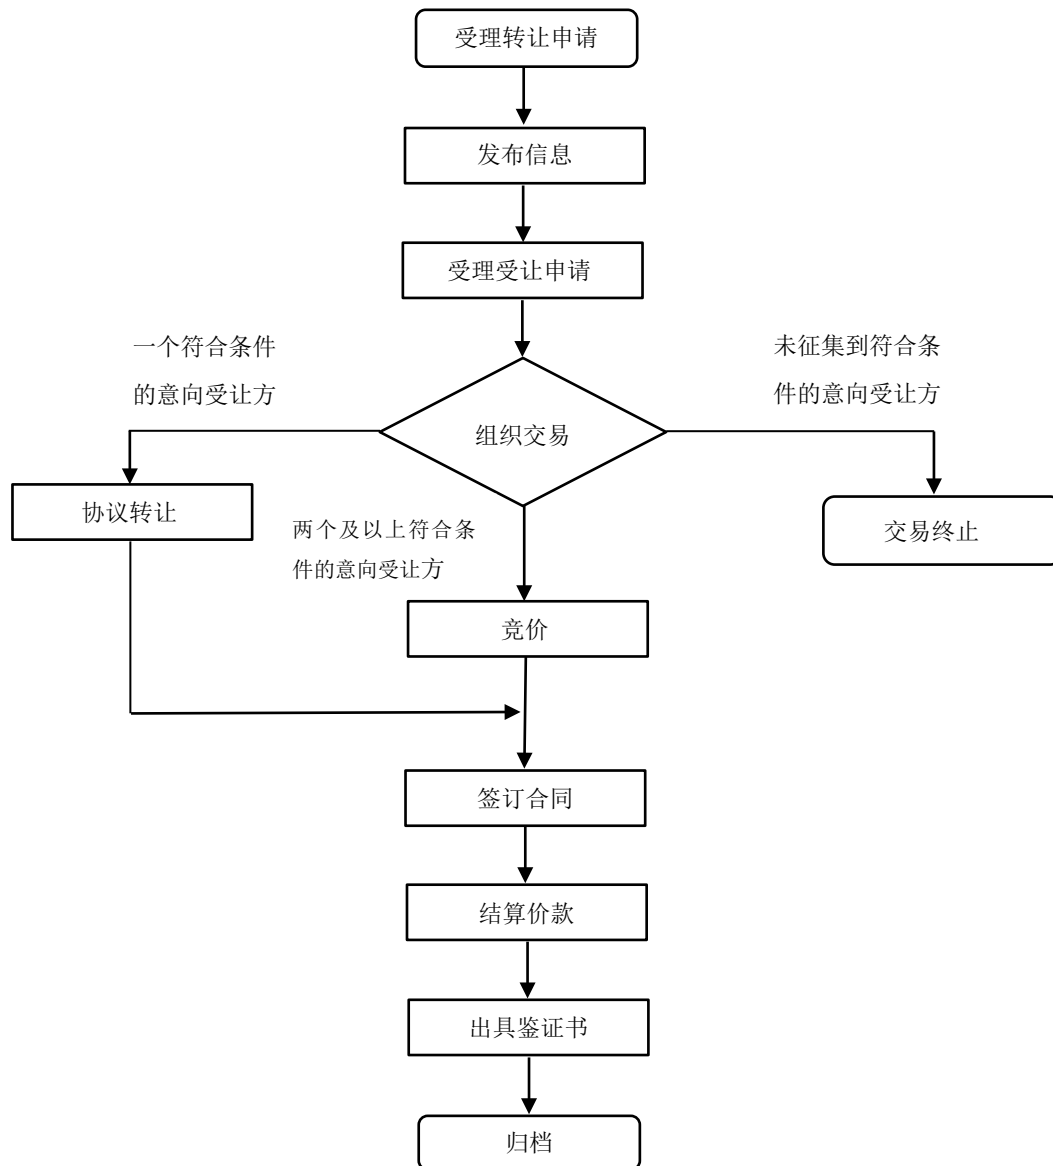 受理转让申请
发布信息
受理受让申请
一个符合条件
的意向受让方
未征集到符合条
件的意向受让方
组织交易
协议转让
两个及以上符合条
件的意向受让方
交易终止
竞价
签订合同
结算价款
出具鉴证书
归档